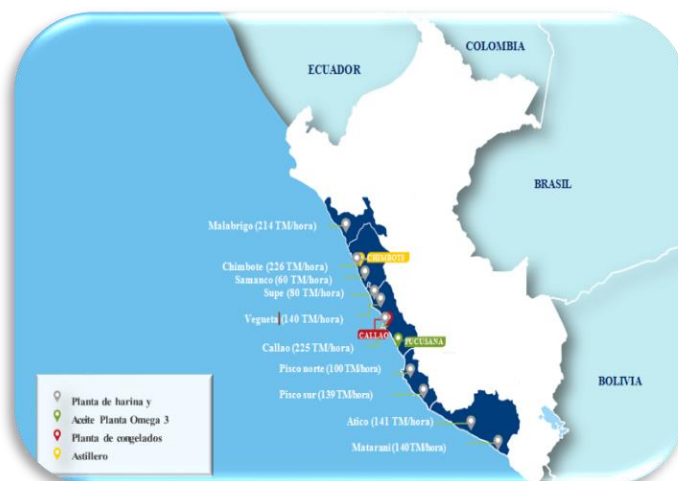 COLOMBIA
ECUADOR
BRASIL
Malabrigo (214 TM/hora)
CHIMBOTE
Chimbote (226 TM/hora)
Samanco (60 TM/hora)
Supe (80 TM/hora)
Vegueta (140 TM/hora)
CALLAO
PUCUSANA
Callao (225 TM/hora)
Pisco norte (100 TM/hora)
BOLIVIA
Pisco sur (139 TM/hora)
Atico (141 TM/hora)
Matarani (140 TM/hora)
Planta de harina y
Aceite Planta Omega 3
Planta de congelados
Astillero